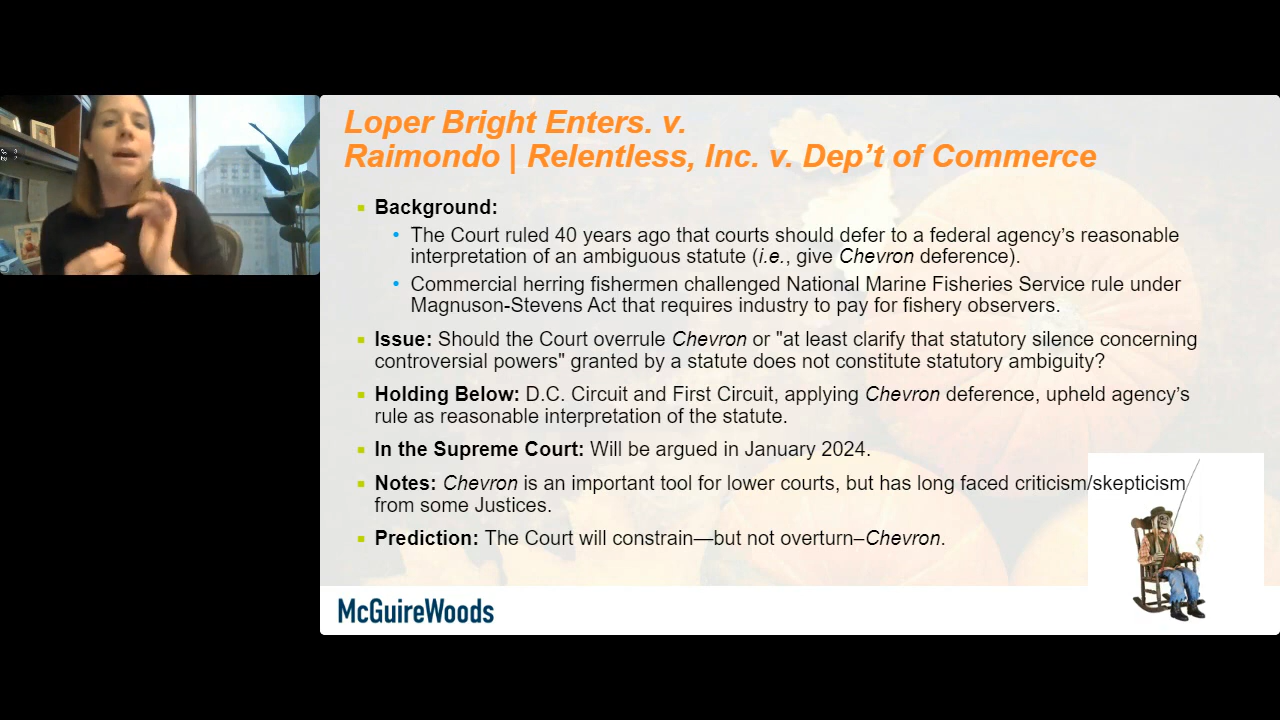 Loper Bright Enters. v.
Raimondo | Relentless, Inc. v. Dep’t of Commerce
Background:
The Court ruled 40 years ago that courts should defer to a federal agency’s reasonable
interpretation of an ambiguous statute (i.e., give Chevron deference).
Commercial herring fishermen challenged National Marine Fisheries Service rule under
Magnuson-Stevens Act that requires industry to pay for fishery observers.
Issue: Should the Court overrule Chevron or "at least clarify that statutory silence concerning
controversial powers" granted by a statute does not constitute statutory ambiguity?
Holding Below: D.C. Circuit and First Circuit, applying Chevron deference, upheld agency’s
rule as reasonable interpretation of the statute.
In the Supreme Court: Will be argued in January 2024.
Notes: Chevron is an important tool for lower courts, but has long faced criticism/skepticism
from some Justices.
Prediction: The Court will constrain—but not overturn–Chevron.
McGuireWoods